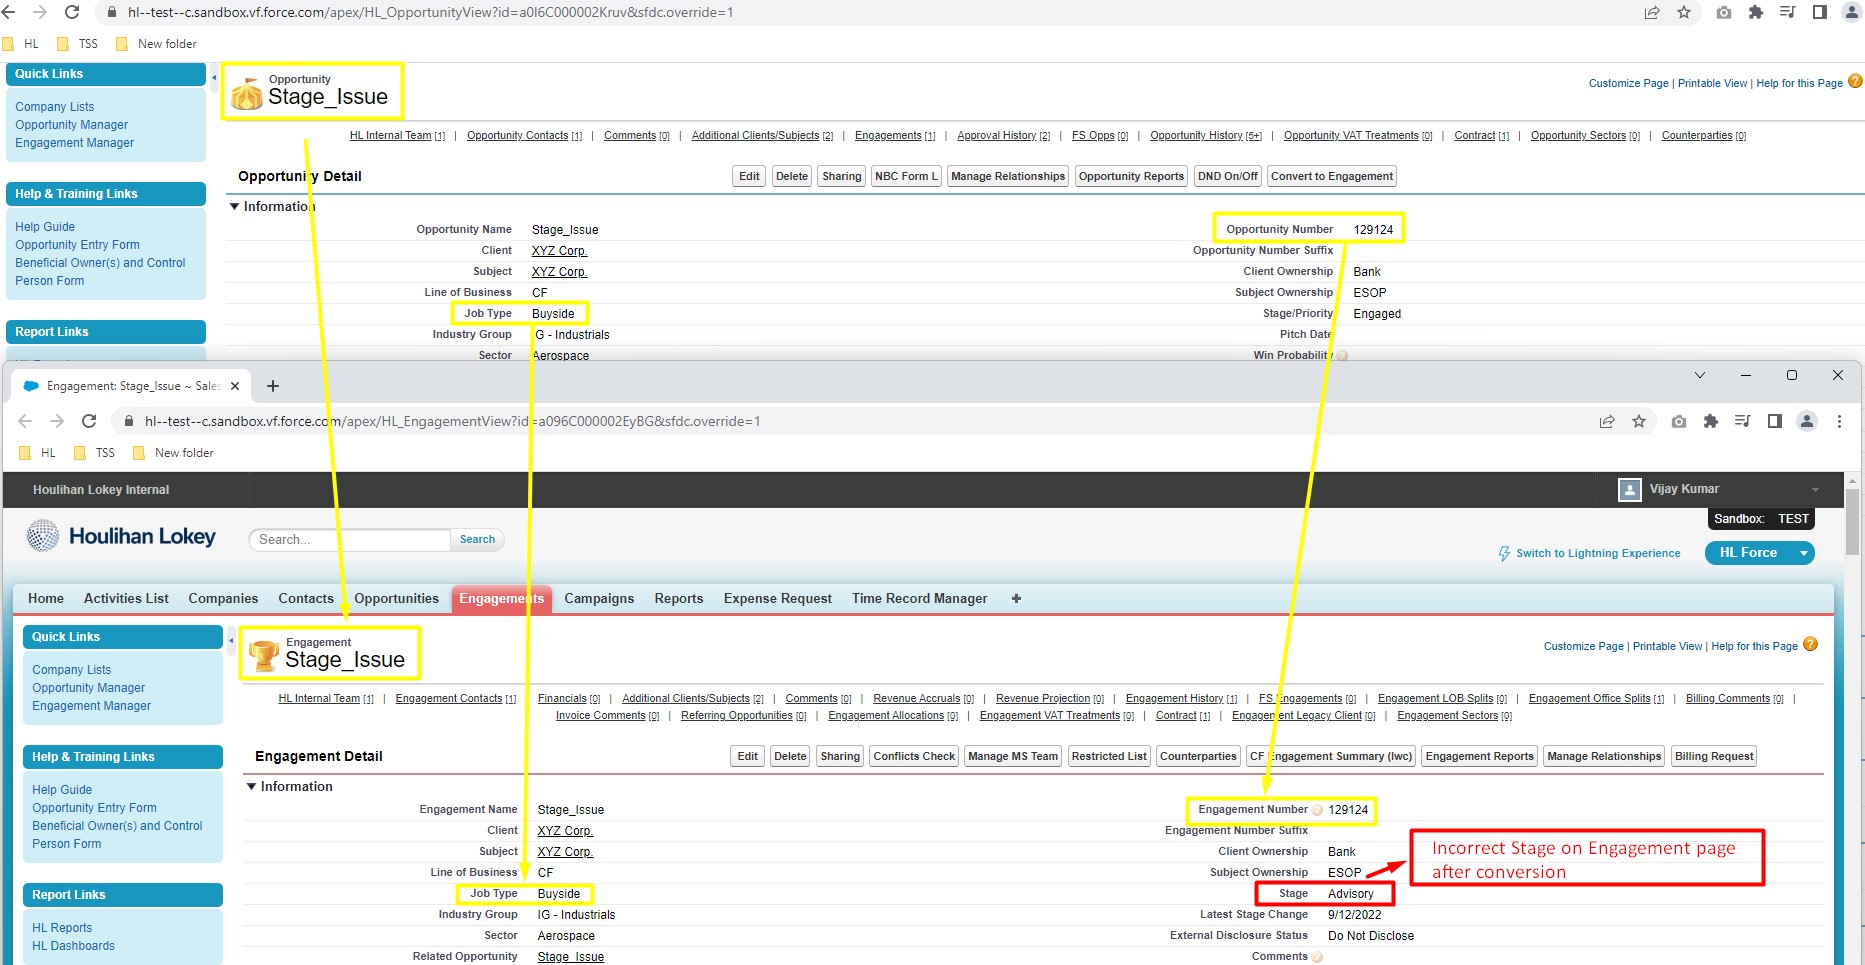 hl--test--c.sandbox.vf.force.com/apex/HL_OpportunityView?id=a0I6C000002Kruv&sfdc.override=1
HL TSS New folder
Quick Links
Company Lists
Opportunity Manager
Engagement Manager
Help & Training Links
Help Guide
Opportunity Entry Form
Beneficial Owner(s) and Control
Person Form
Report Links
Opportunity
Stage_Issue
Customize Page | Printable View | Help for this Page
HL Internal Team [1] | Opportunity Contacts [1] | Comments [0] | Additional Clients/Subjects [2] | Engagements [1] | Approval History [2] | FS Opps [0] | Opportunity History [5+] | Opportunity VAT Treatments [0] | Contract [1] | Opportunity Sectors [0] | Counterparties [0]
Opportunity Detail Edit Delete Sharing NBC Form L Manage Relationships Opportunity Reports DND On/Off Convert to Engagement
Information
Opportunity Name Stage_Issue Opportunity Number 129124
Client XYZ Corp. Opportunity Number Suffix
Subject XYZ Corp. Client Ownership Bank
Line of Business CF Subject Ownership ESOP
Job Type Buyside Stage/Priority Engaged
Industry Group IG - Industrials Pitch Date
Sector Aerospace Win Probability
Engagement: Stage_Issue ~ Sales
hl--test--c.sandbox.vf.force.com/apex/HL_EngagementView?id=a096C000002EyBG&sfdc.override=1
HL TSS New folder
Houlihan Lokey Internal Vijay Kumar
Sandbox: TEST
Houlihan Lokey Search... Search
Switch to Lightning Experience HL Force
Home Activities List Companies Contacts Opportunities Engagements Campaigns Reports Expense Request Time Record Manager +
Quick Links
Company Lists
Opportunity Manager
Engagement Manager
Help & Training Links
Help Guide
Opportunity Entry Form
Beneficial Owner(s) and Control
Person Form
Report Links
HL Reports
HL Dashboards
Engagement
Stage_Issue
Customize Page | Printable View | Help for this Page
HL Internal Team [1] | Engagement Contacts [1] Financials [0] | Additional Clients/Subjects [2] | Comments [0] | Revenue Accruals [0] | Revenue Projection [0] | Engagement History [1] | FS Engagements [0] | Engagement LOB Splits [0] | Engagement Office Splits [1] | Billing Comments [0] |
Invoice Comments [0] | Referring Opportunities [0] | Engagement Allocations [0] | Engagement VAT Treatments [0] | Contract [1] | Engagement Legacy Client [0] | Engagement Sectors [0]
Engagement Detail Edit Delete Sharing Conflicts Check Manage MS Team Restricted List Counterparties CF Engagement Summary (lwc) Engagement Reports Manage Relationships Billing Request
Information
Engagement Name Stage_Issue Engagement Number 129124
Client XYZ Corp. Engagement Number Suffix
Subject XYZ Corp. Client Ownership Bank
Line of Business CF Subject Ownership ESOP
Job Type Buyside Stage Advisory
Industry Group IG - Industrials Latest Stage Change 9/12/2022
Sector Aerospace External Disclosure Status Do Not Disclose
Related Opportunity Stage_Issue Comments
Incorrect Stage on Engagement page
after conversion